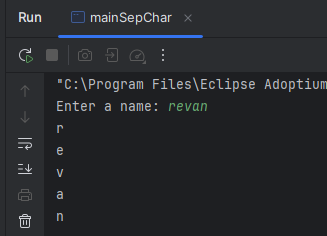 Run mainSepChar
"C:\Program Files\Eclipse Adoptium
Enter a name: revan
r
e
v
a
n